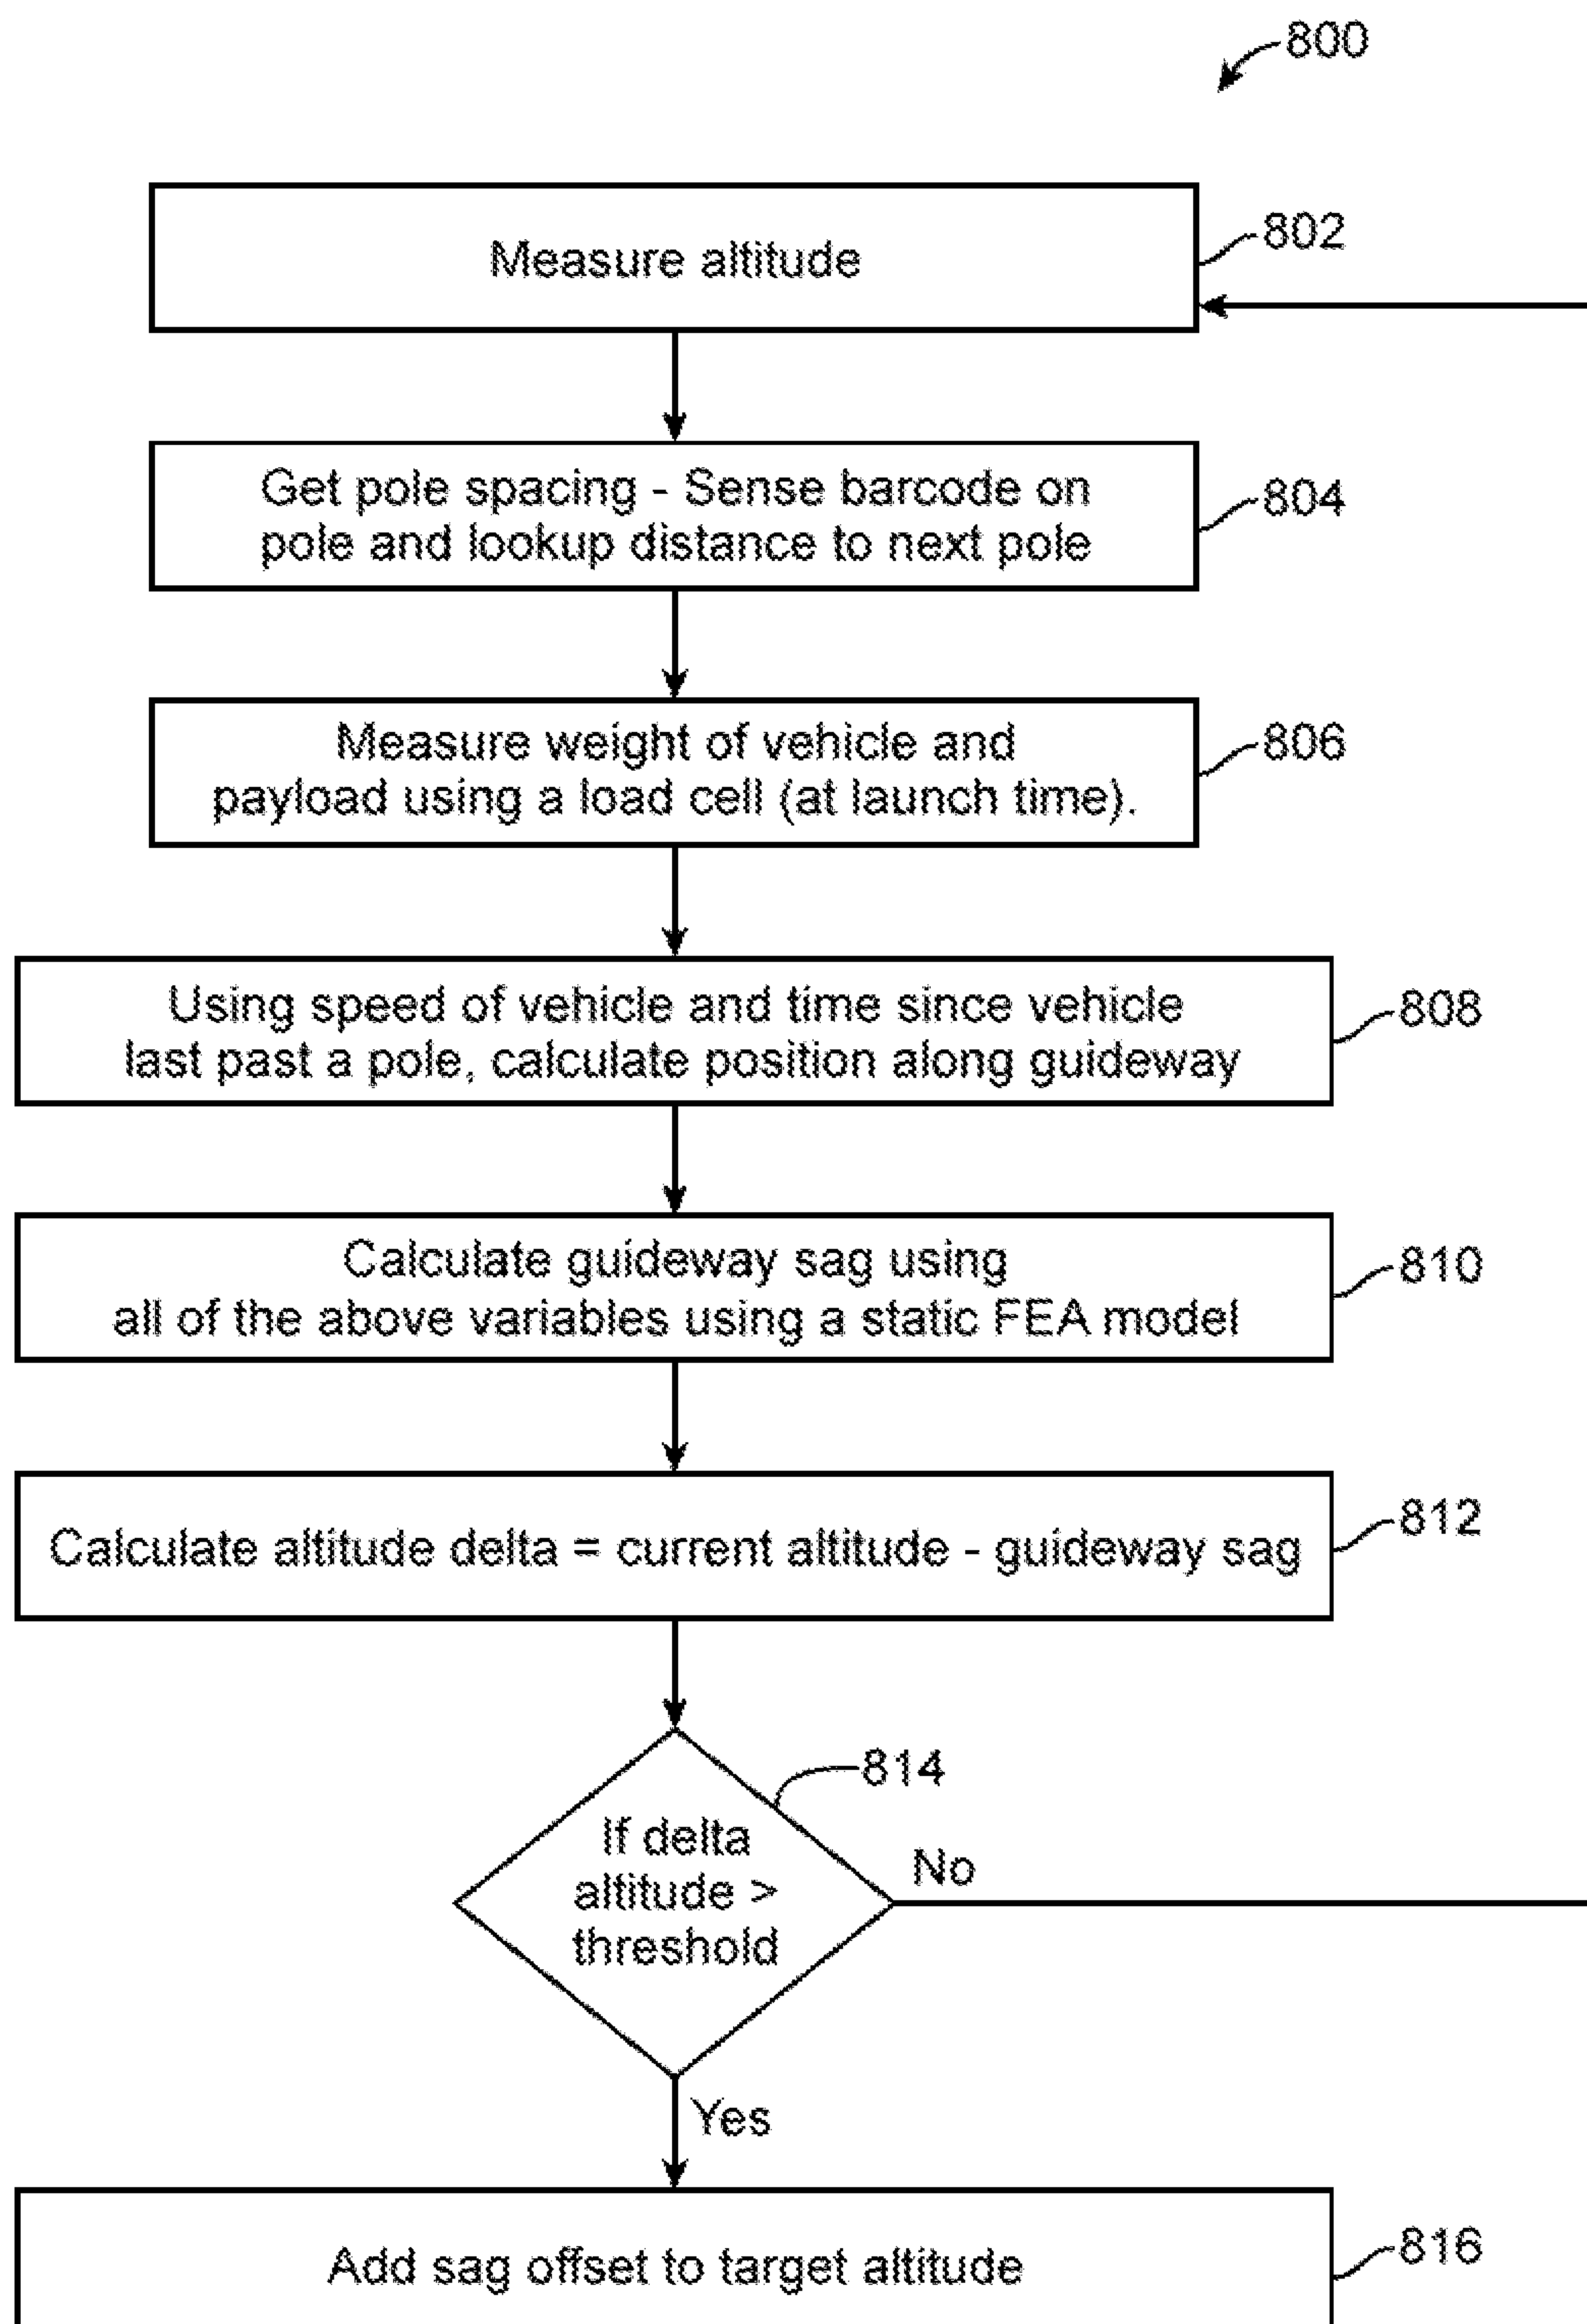 800
Measure altitude
802
Get pole spacing - Sense barcode on
pole and lookup distance to next pole
804
Measure weight of vehicle and
payload using a load cell (at launch time).
806
Using speed of vehicle and time since vehicle
last past a pole, calculate position along guideway
808
Calculate guideway sag using
all of the above variables using a static FEA model
810
Calculate altitude delta = current altitude - guideway sag
812
814
If delta
altitude >
threshold
No
Yes
Add sag offset to target altitude
816